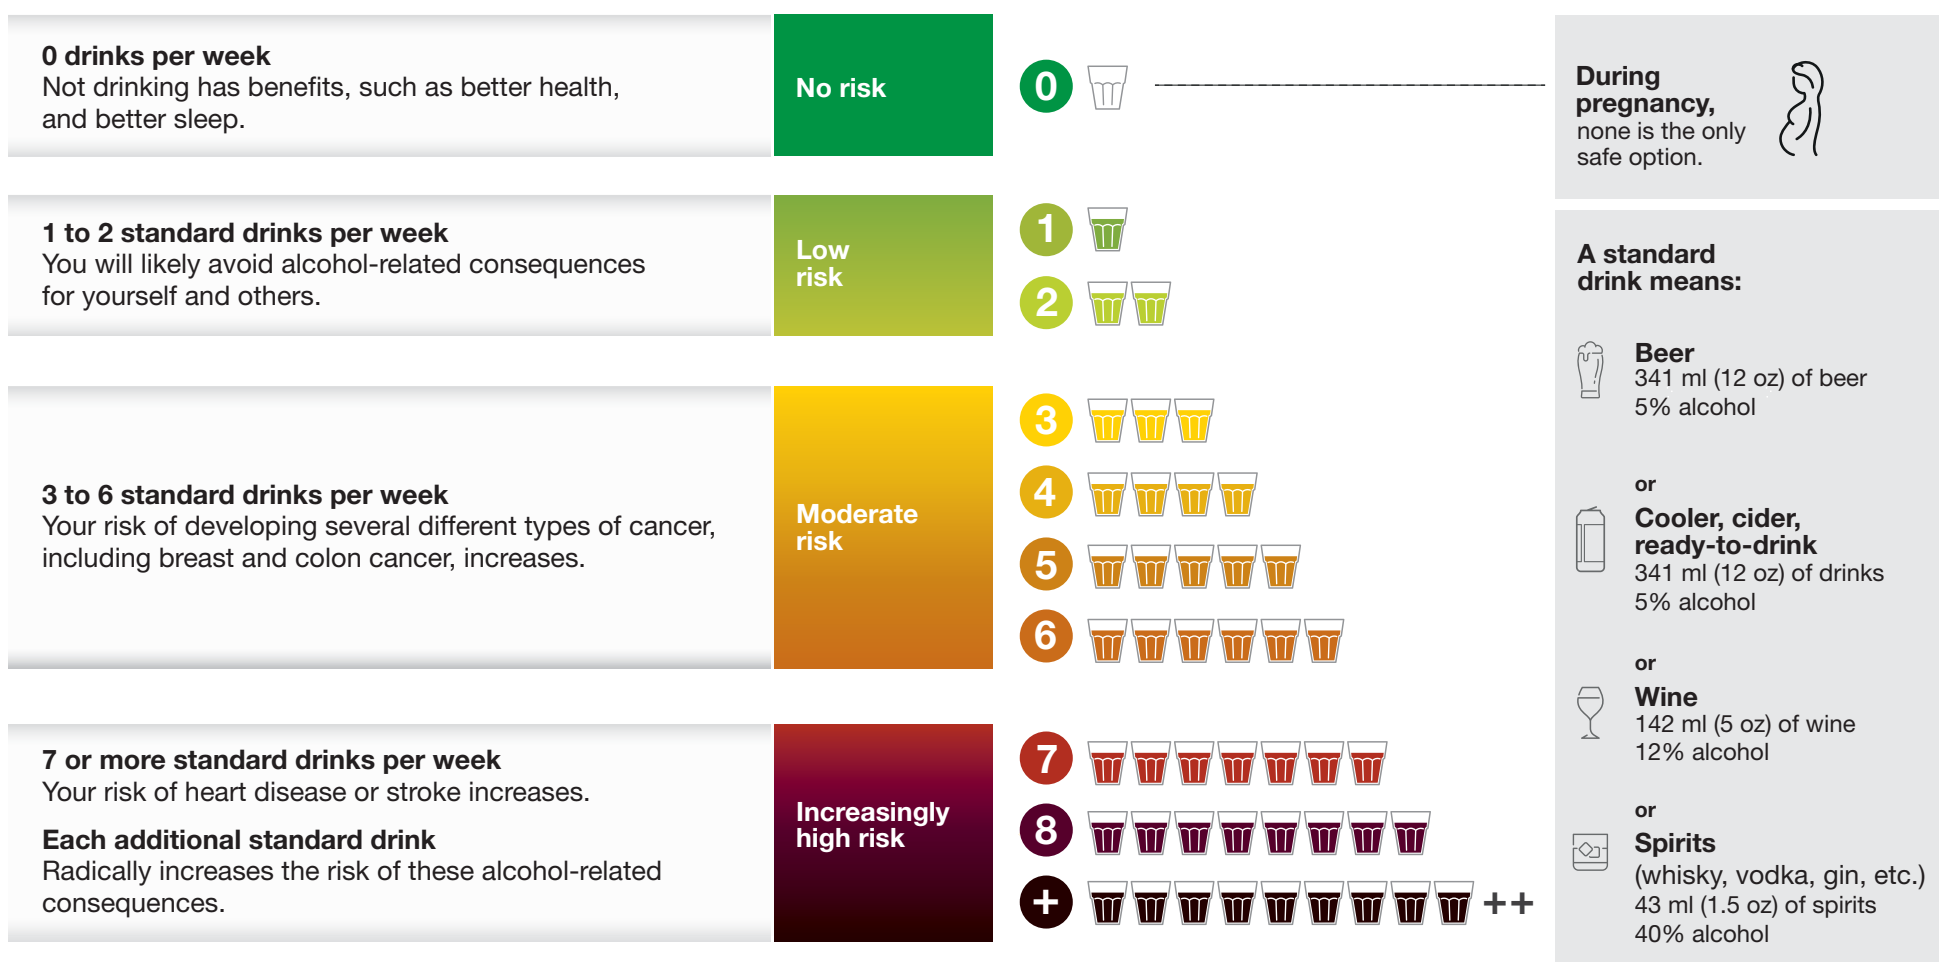 0 drinks per week
Not drinking has benefits, such as better health,
and better sleep.
No risk
0
During
pregnancy,
none is the only
safe option.
1 to 2 standard drinks per week
You will likely avoid alcohol-related consequences
for yourself and others.
Low
risk
1
2
3 to 6 standard drinks per week
Your risk of developing several different types of cancer,
including breast and colon cancer, increases.
Moderate
risk
3
4
5
6
7 or more standard drinks per week
Your risk of heart disease or stroke increases.
Each additional standard drink
Radically increases the risk of these alcohol-related
consequences.
Increasingly
high risk
7
8
+
++
A standard
drink means:
Beer
341 ml (12 oz) of beer
5% alcohol
or
Cooler, cider,
ready-to-drink
341 ml (12 oz) of drinks
5% alcohol
or
Wine
142 ml (5 oz) of wine
12% alcohol
or
Spirits
(whisky, vodka, gin, etc.)
43 ml (1.5 oz) of spirits
40% alcohol